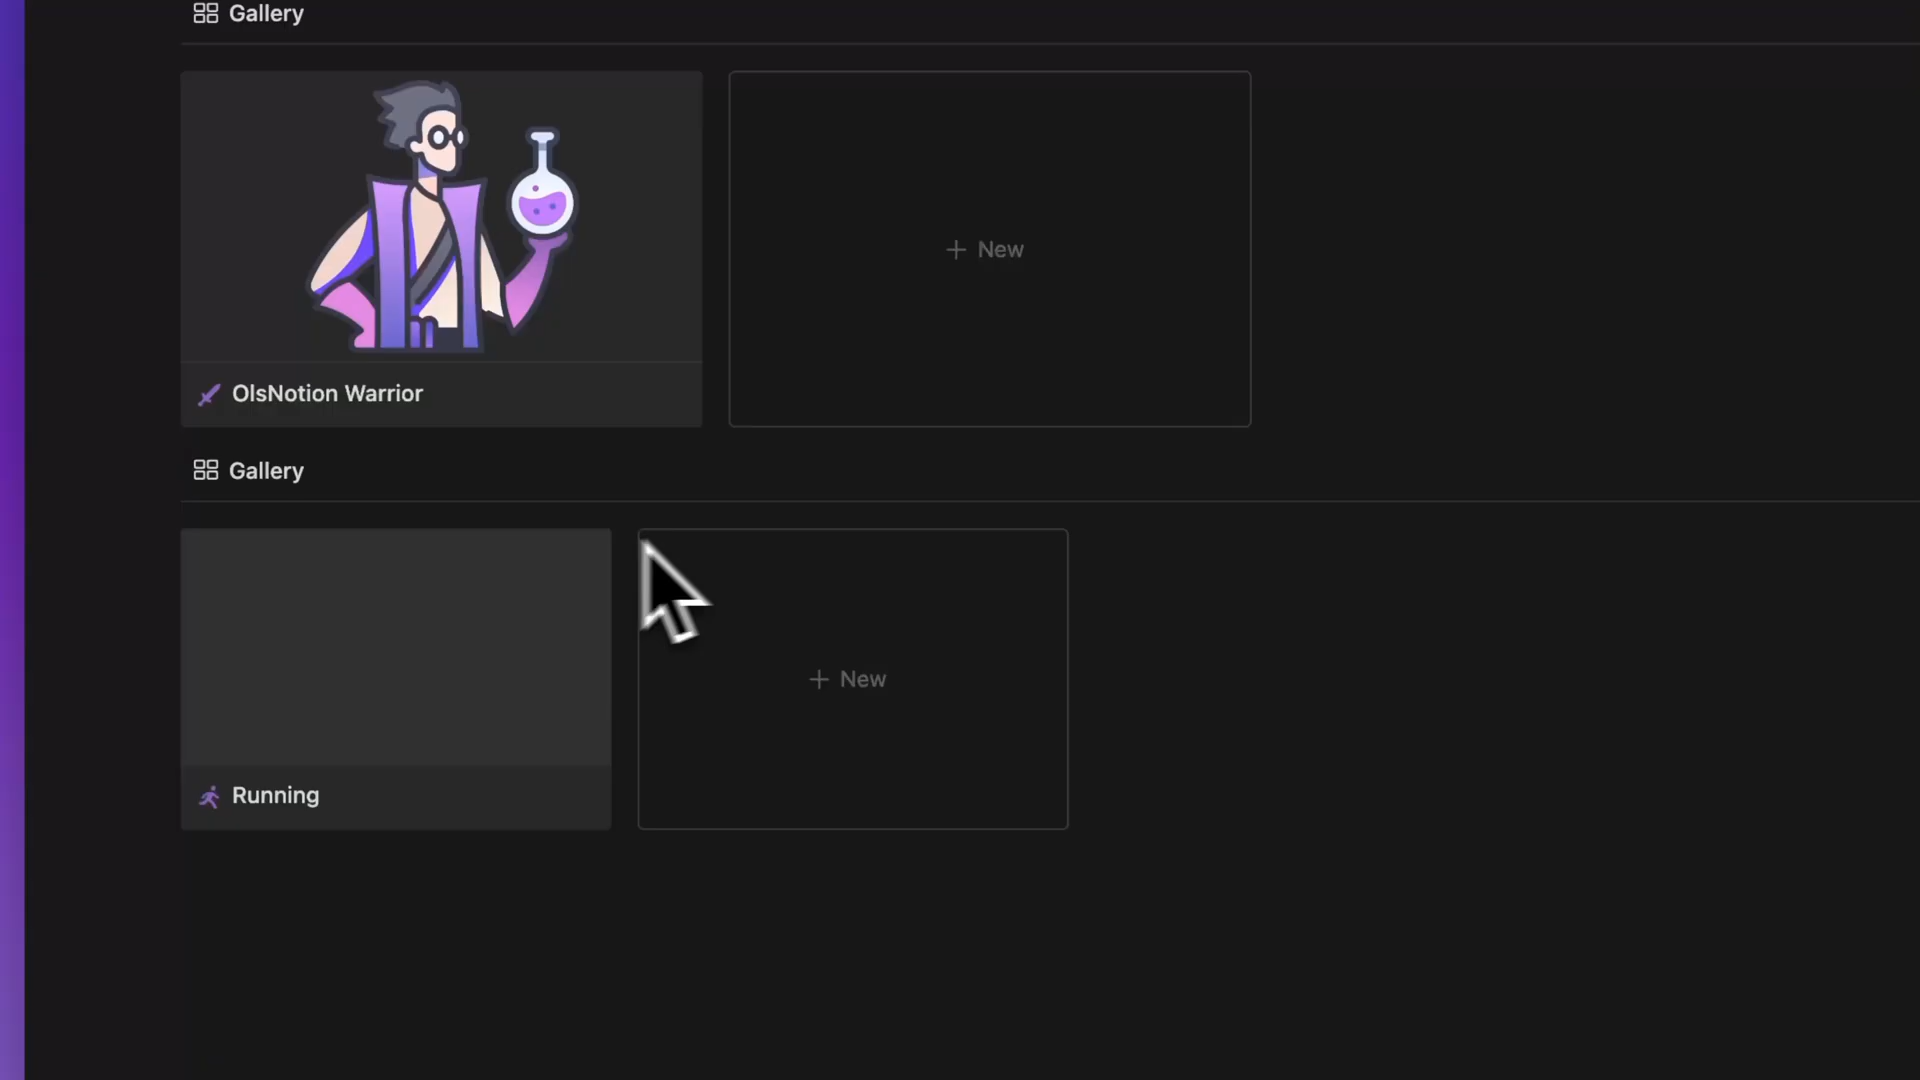 Gallery
+ New
OlsNotion Warrior
Gallery
+ New
Running